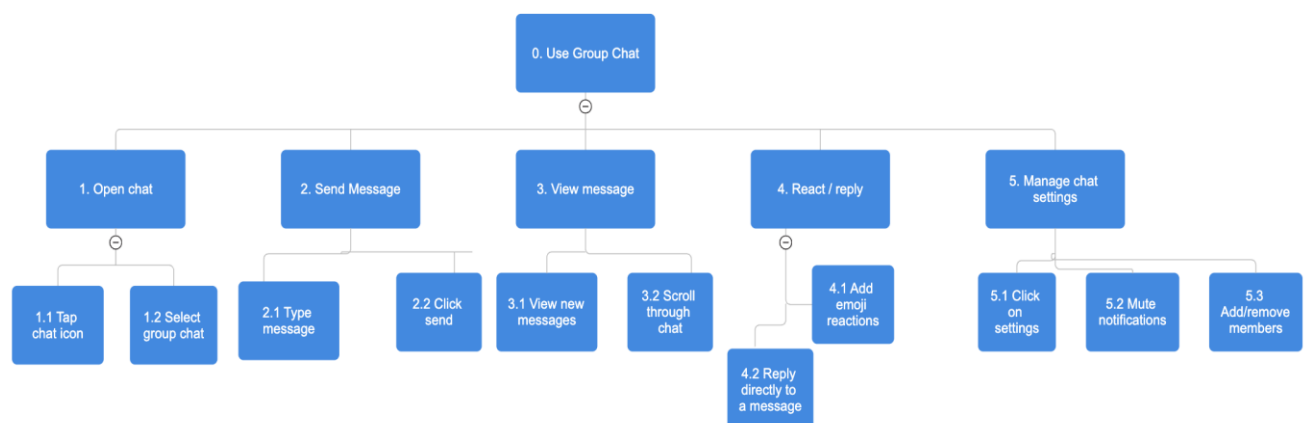 0. Use Group Chat
1. Open chat
2. Send Message
3. View message
4. React / reply
5. Manage chat
settings
1.1 Tap
chat icon
1.2 Select
group chat
2.1 Type
message
2.2 Click
send
3.1 View new
messages
3.2 Scroll
through
chat
4.1 Add
emoji
reactions
4.2 Reply
directly to
a message
5.1 Click
on
settings
5.2 Mute
notifications
5.3
Add/remove
members